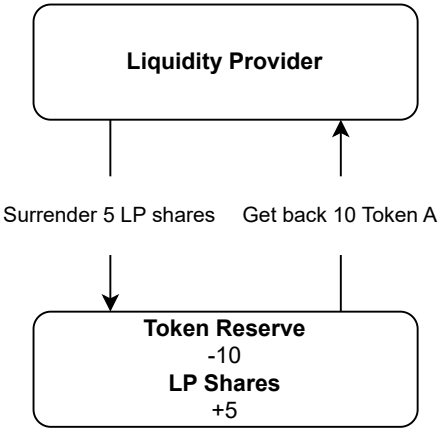 Liquidity Provider
Surrender 5 LP shares
Get back 10 Token A
Token Reserve
-10
LP Shares
+5